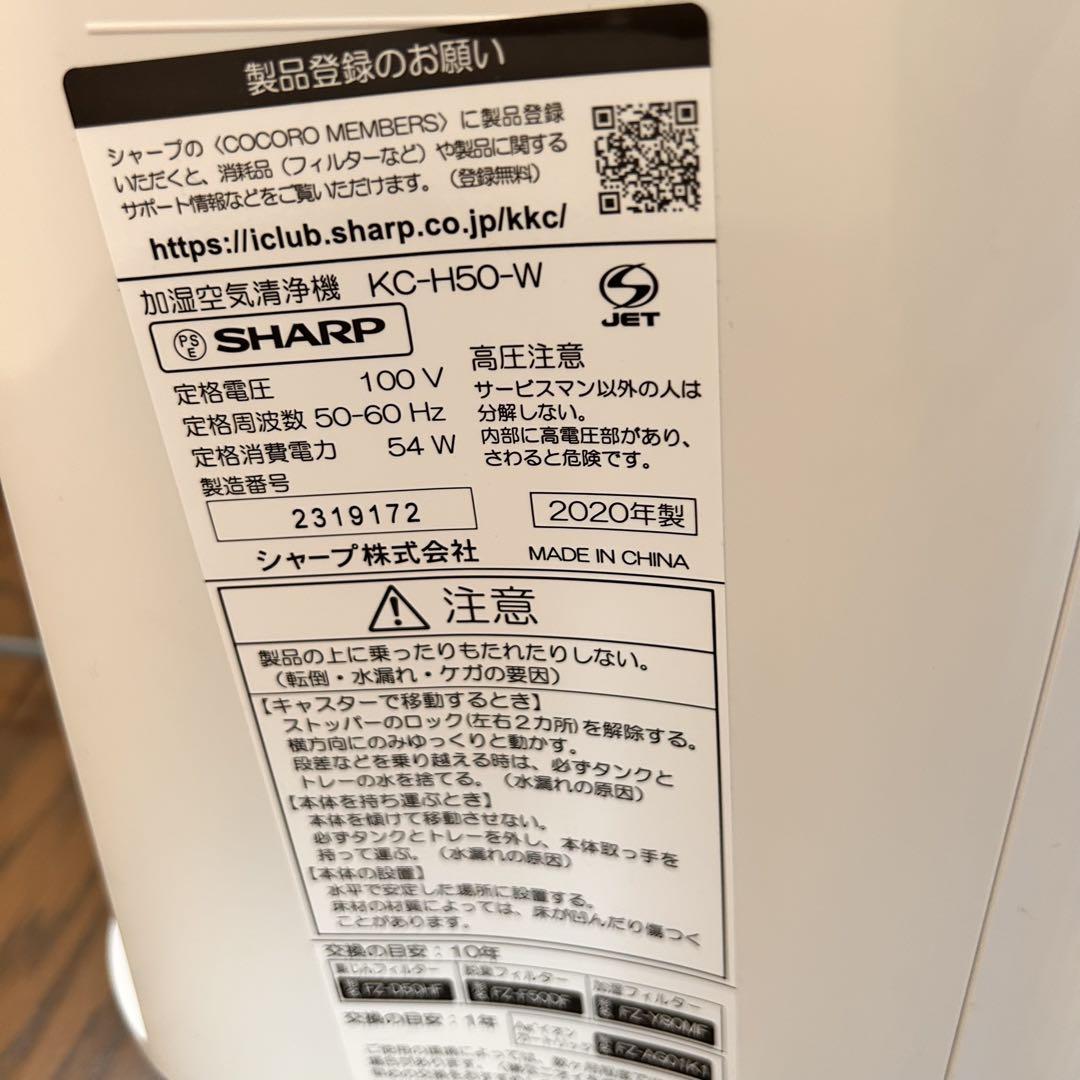 製品登録のお願い
シャープの〈COCORO MEMBERS〉に製品登録
いただくと、消耗品(フィルターなど)や製品に関する
サポート情報などをご覧いただけます。(登録無料)
https://iclub.sharp.co.jp/kkc/
加湿空気清浄機 KC-H50-W
JET
PS E SHARP
定格電圧 100 V
定格周波数 50-60 Hz
定格消費電力 54 W
製造番号
2319172
高圧注意
サービスマン以外の人は
分解しない。
内部に高電圧部があり、
さわると危険です。
2020年製
シャープ株式会社 MADE IN CHINA
注意
製品の上に乗ったりもたれたりしない。
(転倒・水漏れ・ケガの要因)
【キャスターで移動するとき】
ストッパーのロック(左右2カ所)を解除する。
横方向にのみゆっくりと動かす。
段差などを乗り越える時は、必ずタンクと
トレーの水を捨てる。(水漏れの原因)
【本体を持ち運ぶとき】
本体を傾けて移動させない。
必ずタンクとトレーを外し、本体取っ手を
持って運ぶ。(水漏れの原因)
【本体の設置】
水平で安定した場所に設置する。
床材の材質によっては、床が凹んだり傷つく
ことがあります。
交換の目安:10年
集じんフィルター 脱臭フィルター 加湿フィルター
FZ-D50HF FZ-F50DF FZ-Y80MF
交換の目安:1年
FZ-AG01K1